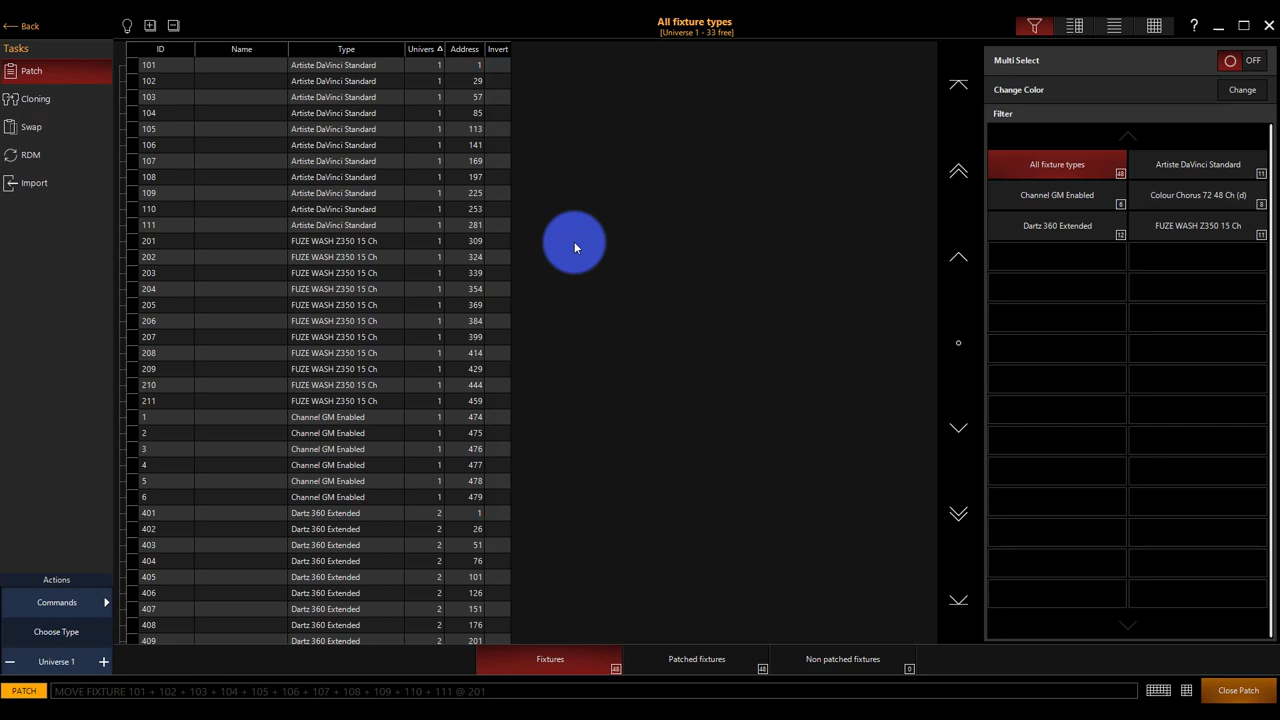 Back
All fixture types
[Universe 1 - 33 free]
?
Tasks
Patch
Cloning
Swap
RDM
Import
ID Name Type Univers Address Invert
101 Artiste DaVinci Standard 1 1
102 Artiste DaVinci Standard 1 29
103 Artiste DaVinci Standard 1 57
104 Artiste DaVinci Standard 1 85
105 Artiste DaVinci Standard 1 113
106 Artiste DaVinci Standard 1 141
107 Artiste DaVinci Standard 1 169
108 Artiste DaVinci Standard 1 197
109 Artiste DaVinci Standard 1 225
110 Artiste DaVinci Standard 1 253
111 Artiste DaVinci Standard 1 281
201 FUZE WASH Z350 15 Ch 1 309
202 FUZE WASH Z350 15 Ch 1 324
203 FUZE WASH Z350 15 Ch 1 339
204 FUZE WASH Z350 15 Ch 1 354
205 FUZE WASH Z350 15 Ch 1 369
206 FUZE WASH Z350 15 Ch 1 384
207 FUZE WASH Z350 15 Ch 1 399
208 FUZE WASH Z350 15 Ch 1 414
209 FUZE WASH Z350 15 Ch 1 429
210 FUZE WASH Z350 15 Ch 1 444
211 FUZE WASH Z350 15 Ch 1 459
1 Channel GM Enabled 1 474
2 Channel GM Enabled 1 475
3 Channel GM Enabled 1 476
4 Channel GM Enabled 1 477
5 Channel GM Enabled 1 478
6 Channel GM Enabled 1 479
401 Dartz 360 Extended 2 1
402 Dartz 360 Extended 2 26
403 Dartz 360 Extended 2 51
404 Dartz 360 Extended 2 76
405 Dartz 360 Extended 2 101
406 Dartz 360 Extended 2 126
407 Dartz 360 Extended 2 151
408 Dartz 360 Extended 2 176
409 Dartz 360 Extended 2 201
Multi Select OFF
Change Color Change
Filter
All fixture types 48 Artiste DaVinci Standard 11
Channel GM Enabled 6 Colour Chorus 72 48 Ch (d) 8
Dartz 360 Extended 12 FUZE WASH Z350 15 Ch 11
Actions
Commands
Choose Type
Universe 1
Fixtures 48 Patched fixtures 48 Non patched fixtures 0
PATCH MOVE FIXTURE 101 + 102 + 103 + 104 + 105 + 106 + 107 + 108 + 109 + 110 + 111 @ 201
Close Patch